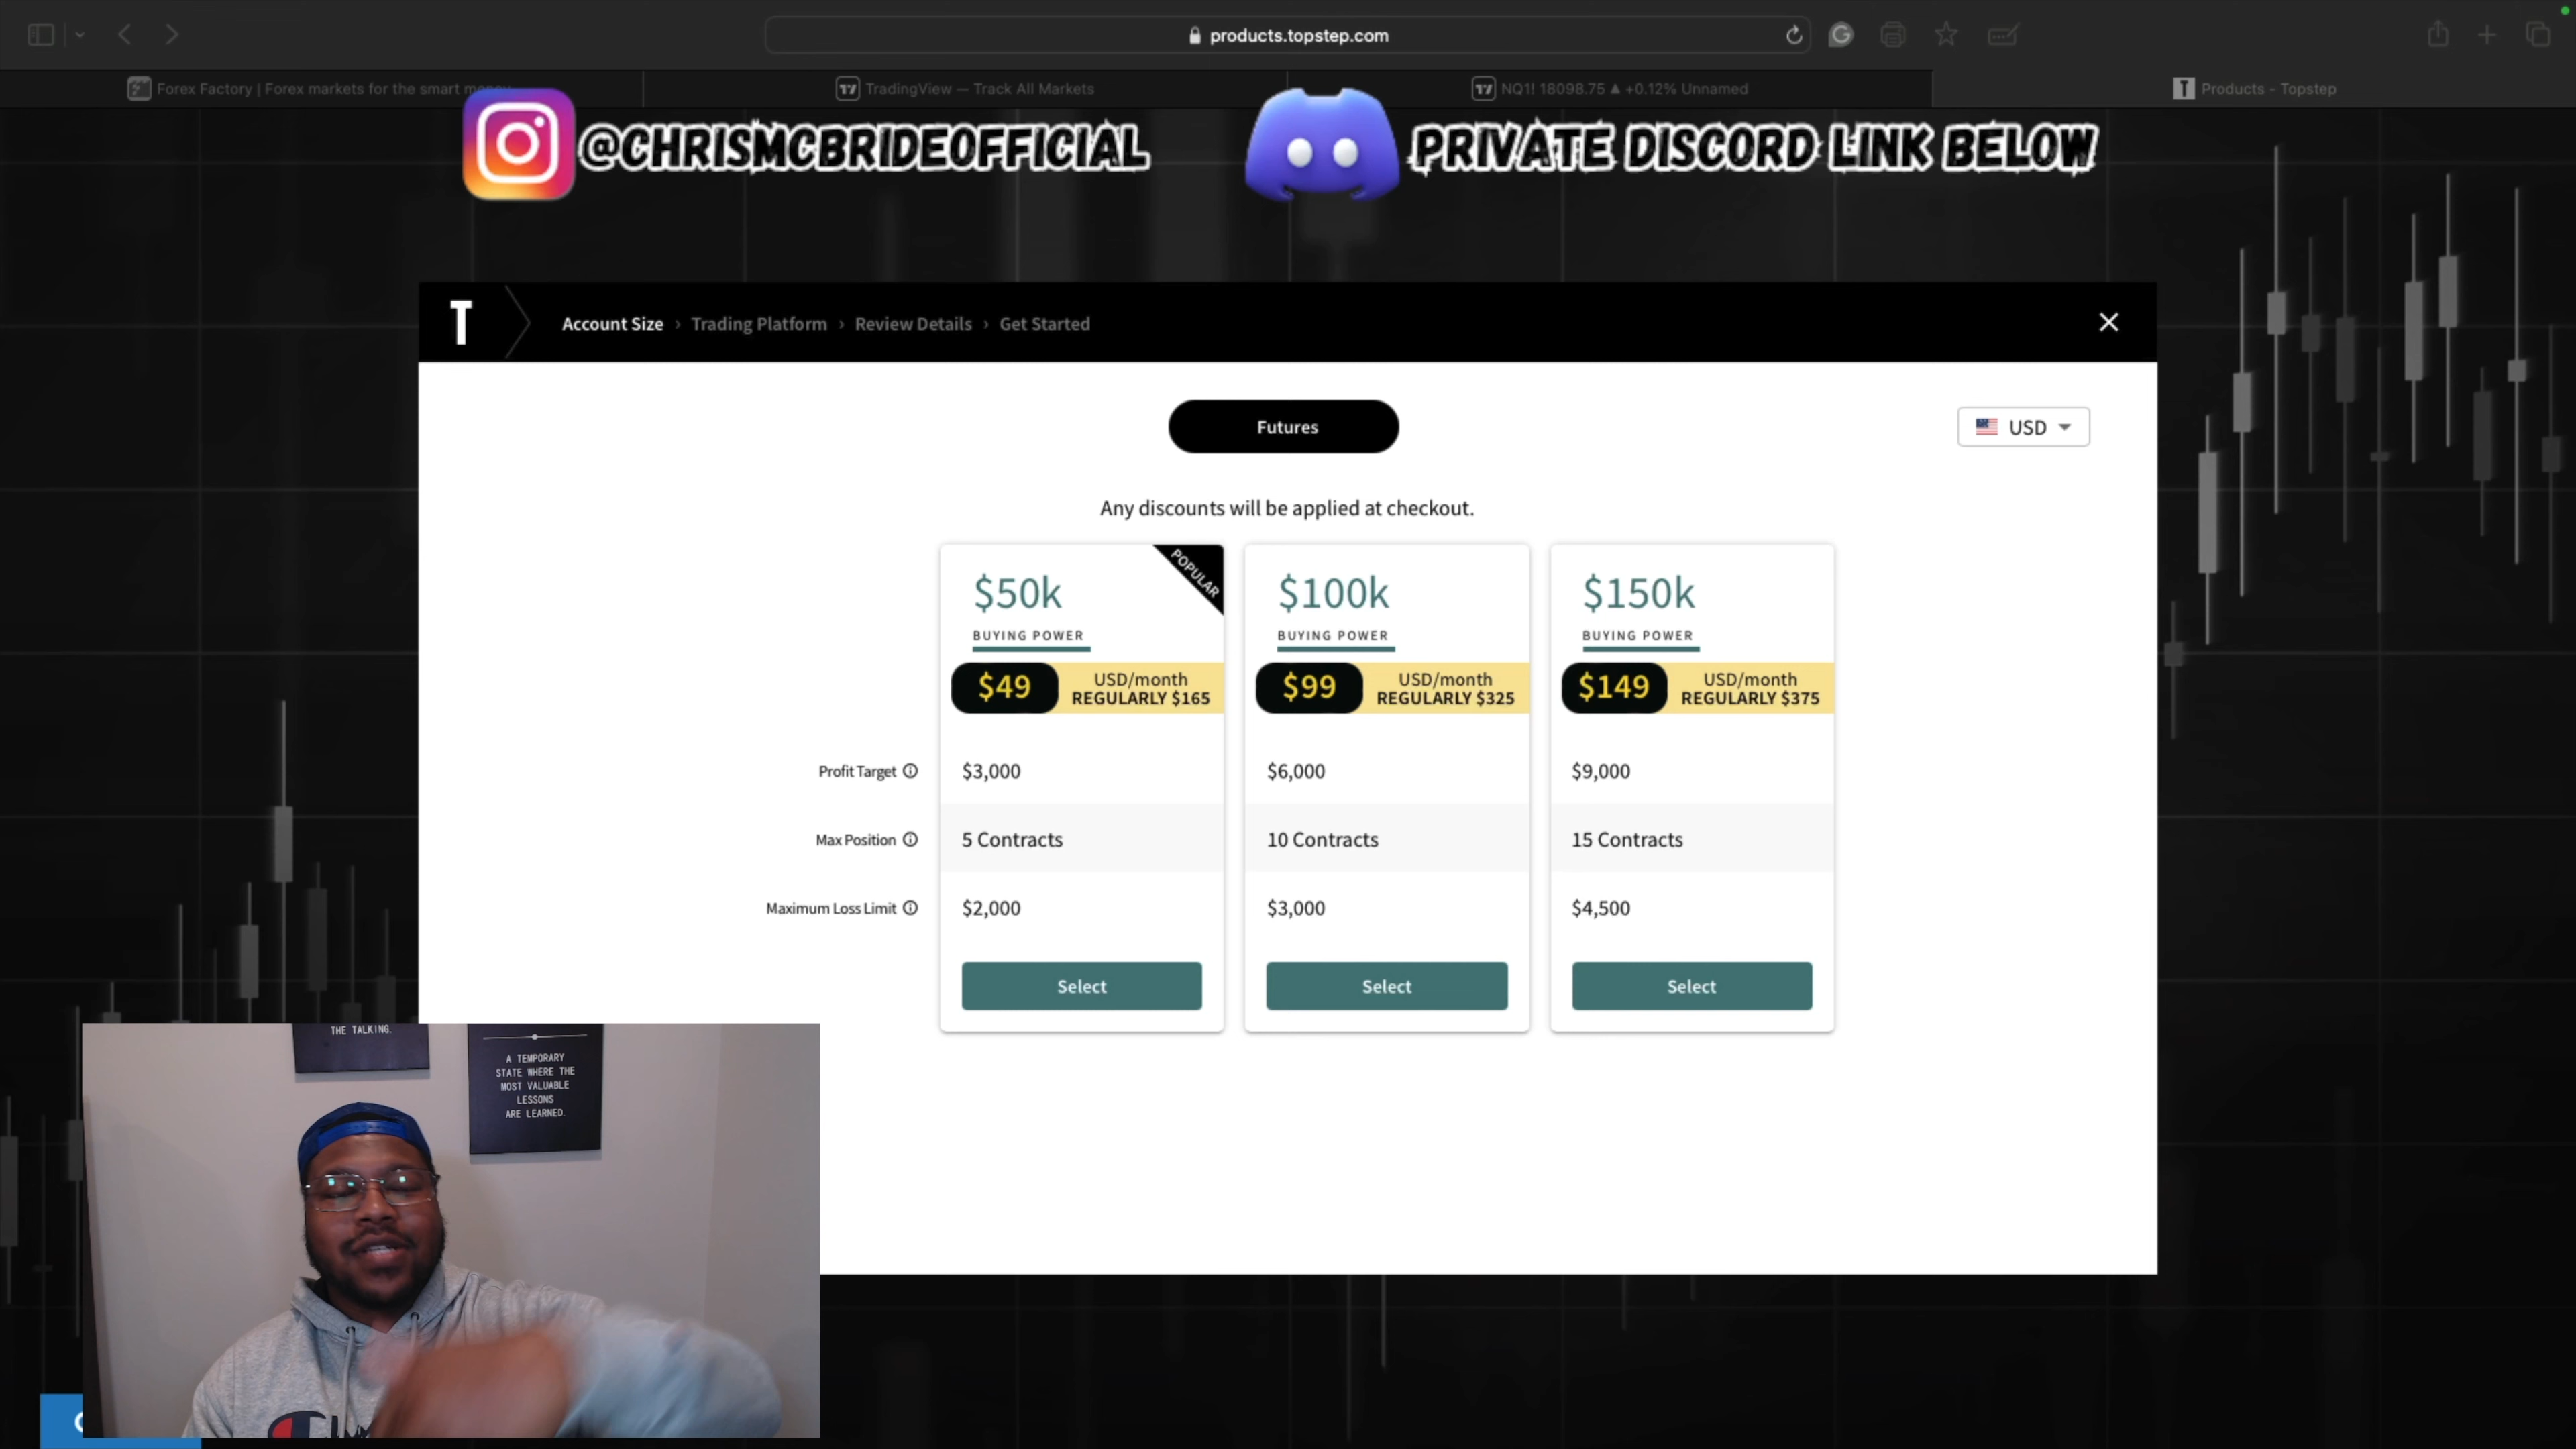 products.topstep.com
Forex Factory | Forex markets for the smart money
TradingView — Track All Markets
NQ1! 18098.75 ▲ +0.12% Unnamed
Products - Topstep
@CHRISMCBRIDEOFFICIAL
PRIVATE DISCORD LINK BELOW
T
Account Size › Trading Platform › Review Details › Get Started
Futures
USD
Any discounts will be applied at checkout.
POPULAR
$50k
BUYING POWER
$49
USD/month
REGULARLY $165
$100k
BUYING POWER
$99
USD/month
REGULARLY $325
$150k
BUYING POWER
$149
USD/month
REGULARLY $375
Profit Target $3,000 $6,000 $9,000
Max Position 5 Contracts 10 Contracts 15 Contracts
Maximum Loss Limit $2,000 $3,000 $4,500
Select Select Select
THE TALKING.
A TEMPORARY
STATE WHERE THE
MOST VALUABLE
LESSONS
ARE LEARNED.